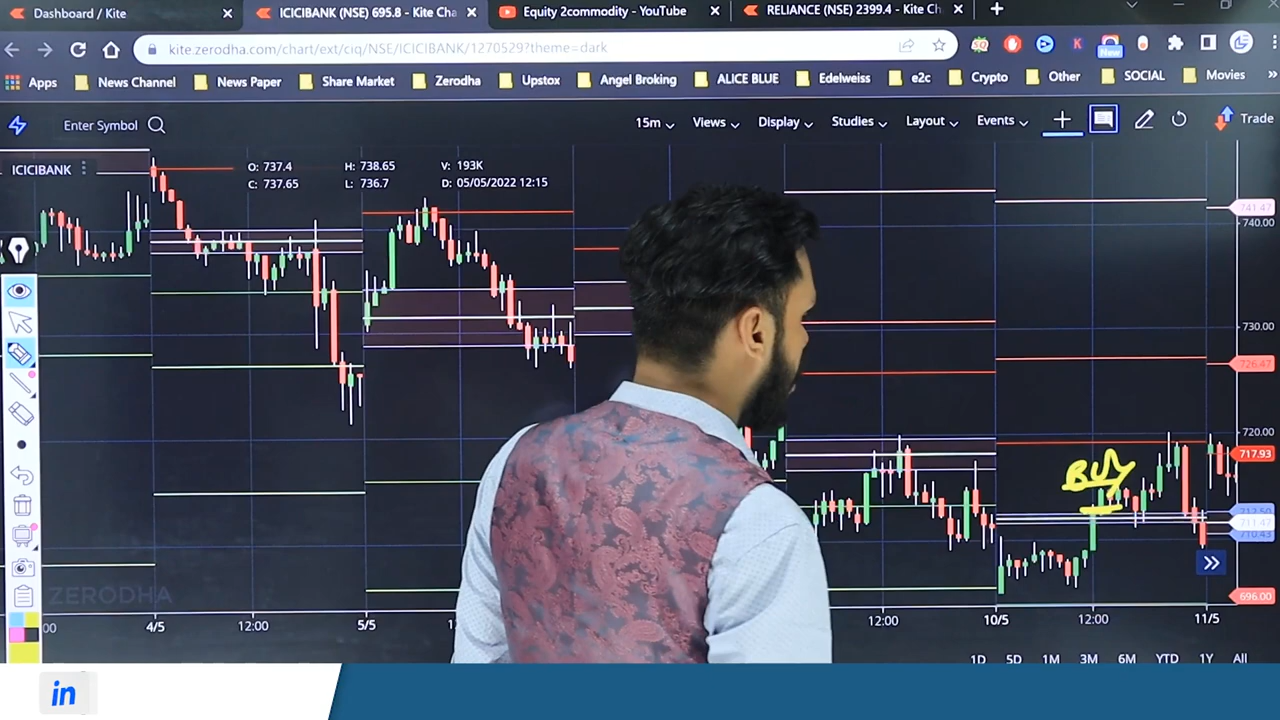 Dashboard / Kite
ICICIBANK (NSE) 695.8 - Kite Cha
Equity 2commodity - YouTube
RELIANCE (NSE) 2399.4 - Kite Ch
kite.zerodha.com/chart/ext/ciq/NSE/ICICIBANK/1270529?theme=dark
SQ
K
New
Apps
News Channel
News Paper
Share Market
Zerodha
Upstox
Angel Broking
ALICE BLUE
Edelweiss
e2c
Crypto
Other
SOCIAL
Movies
Enter Symbol
15m
Views
Display
Studies
Layout
Events
Trade
ICICIBANK
O: 737.4
H: 738.65
V: 193K
C: 737.65
L: 736.7
D: 05/05/2022 12:15
741.47
740.00
730.00
726.47
720.00
717.93
BUY
712.50
711.47
710.43
696.00
ZERODHA
:00
4/5
12:00
5/5
12:00
10/5
12:00
11/5
1D
5D
1M
3M
6M
YTD
1Y
All
in